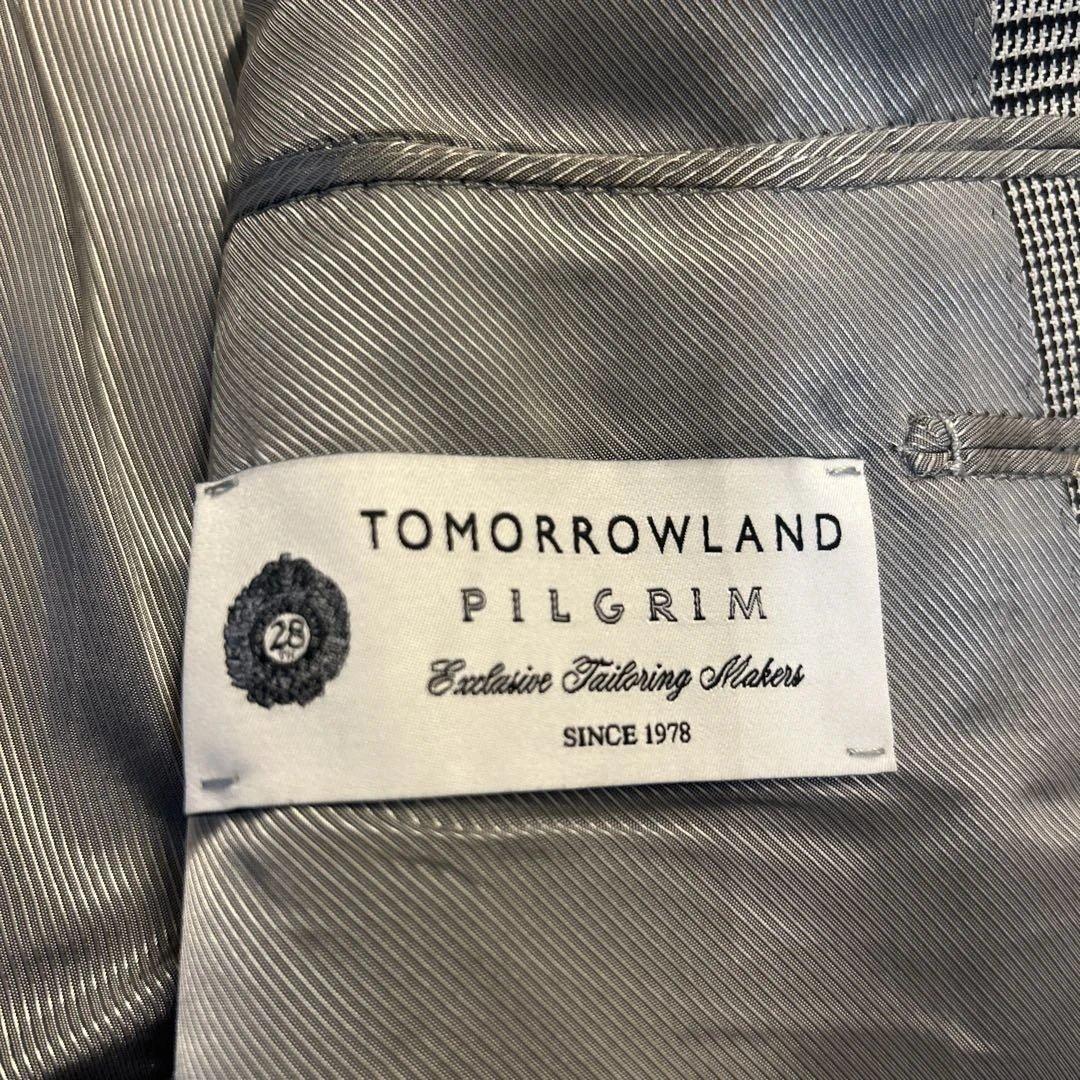 TOMORROWLAND
PILGRIM
28
Exclusive Tailoring Makers
SINCE 1978